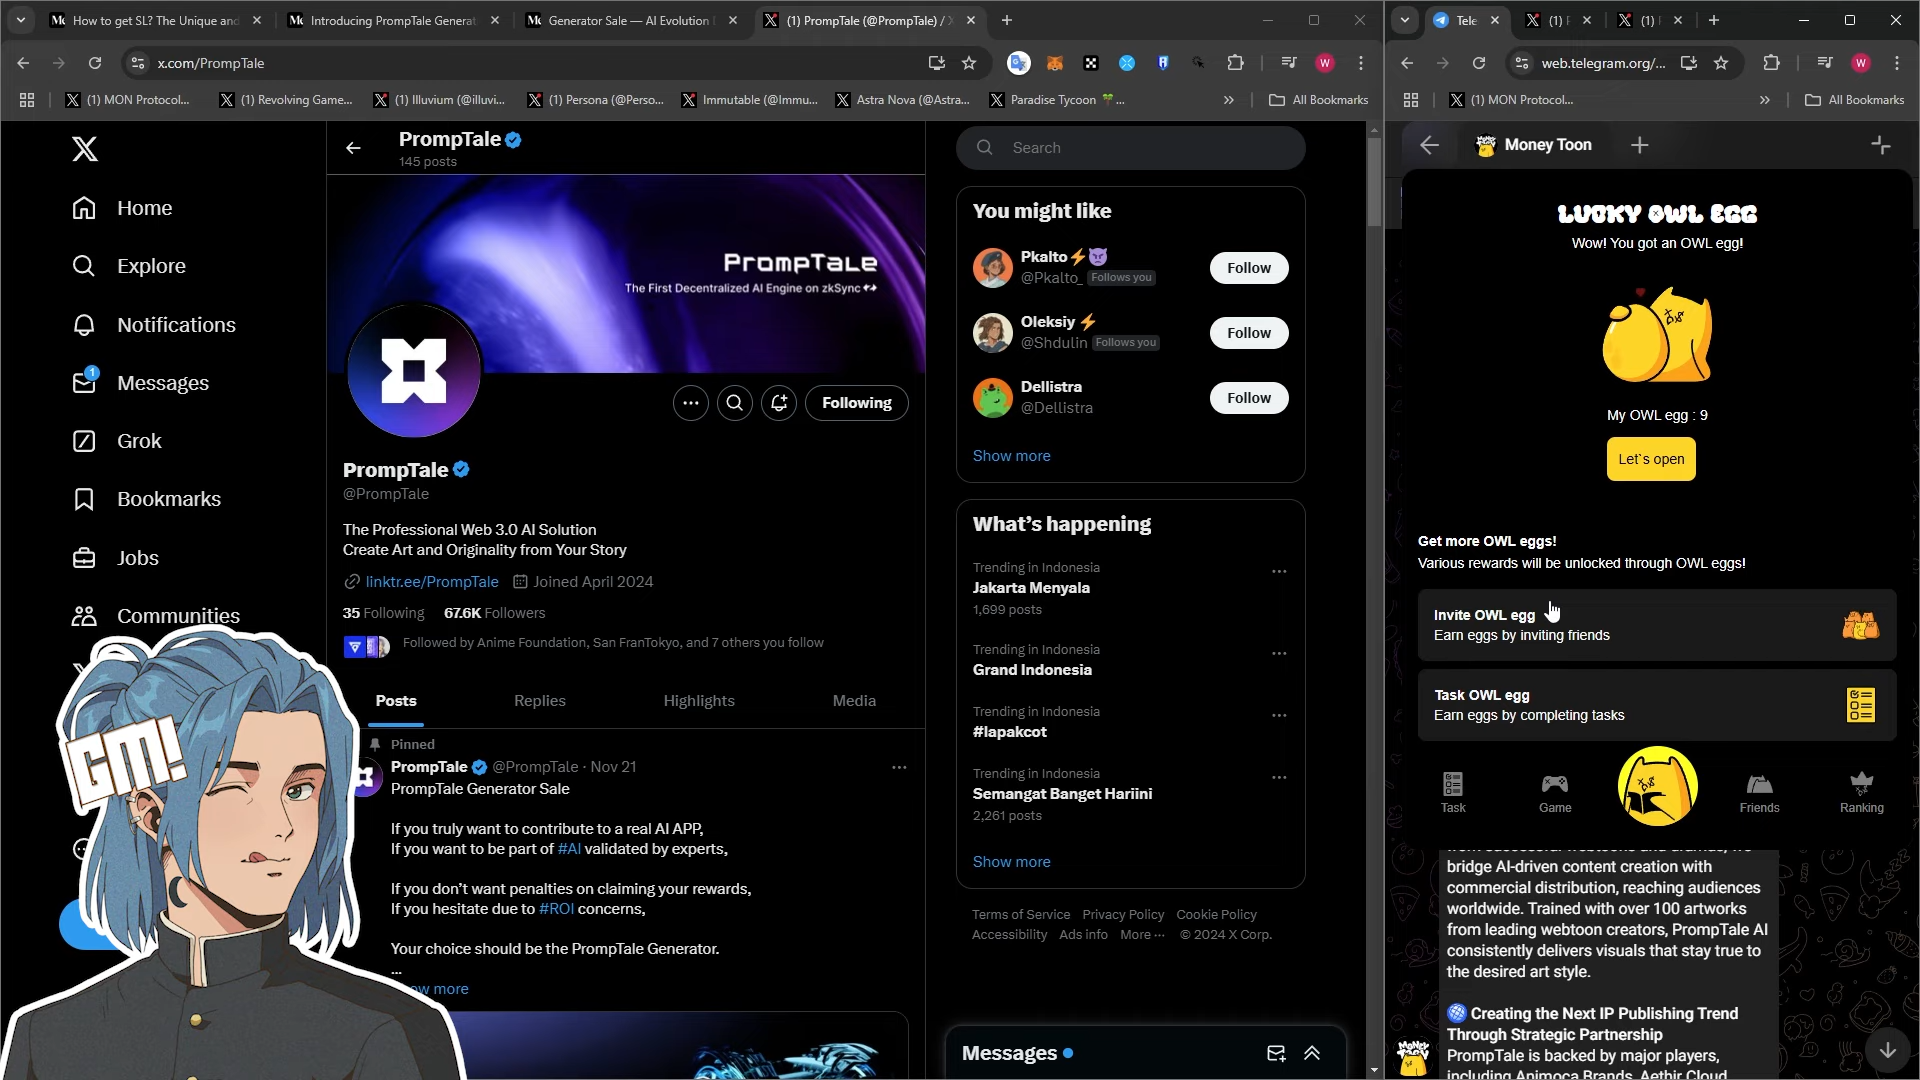 How to get SL? The Unique and
Introducing PrompTale Generat
Generator Sale — AI Evolution
(1) PrompTale (@PrompTale) / X
x.com/PrompTale
(1) MON Protocol...
(1) Revolving Game...
(1) Illuvium (@illuvi...
(1) Persona (@Perso...
Immutable (@Immu...
Astra Nova (@Astra...
Paradise Tycoon 🌴...
All Bookmarks
Home
Explore
Notifications
1
Messages
Grok
Bookmarks
Jobs
Communities
GM!
PrompTale
145 posts
PrompTale
The First Decentralized AI Engine on zkSync
Following
PrompTale
@PrompTale
The Professional Web 3.0 AI Solution
Create Art and Originality from Your Story
linktr.ee/PrompTale
Joined April 2024
35 Following
67.6K Followers
Followed by Anime Foundation, San FranTokyo, and 7 others you follow
Posts
Replies
Highlights
Media
Pinned
PrompTale @PrompTale · Nov 21
PrompTale Generator Sale
If you truly want to contribute to a real AI APP,
If you want to be part of #AI validated by experts,
If you don’t want penalties on claiming your rewards,
If you hesitate due to #ROI concerns,
Your choice should be the PrompTale Generator.
...
ow more
Search
You might like
Pkalto⚡😈
@Pkalto_ Follows you
Follow
Oleksiy ⚡
@Shdulin Follows you
Follow
Dellistra
@Dellistra
Follow
Show more
What’s happening
Trending in Indonesia
Jakarta Menyala
1,699 posts
Trending in Indonesia
Grand Indonesia
Trending in Indonesia
#lapakcot
Trending in Indonesia
Semangat Banget Hariini
2,261 posts
Show more
Terms of Service Privacy Policy Cookie Policy
Accessibility Ads info More ··· © 2024 X Corp.
Messages
Tele
(1)
(1)
web.telegram.org/...
(1) MON Protocol...
All Bookmarks
Money Toon
LUCKY OWL EGG
Wow! You got an OWL egg!
My OWL egg : 9
Let`s open
Get more OWL eggs!
Various rewards will be unlocked through OWL eggs!
Invite OWL egg
Earn eggs by inviting friends
Task OWL egg
Earn eggs by completing tasks
Task
Game
Friends
Ranking
bridge AI-driven content creation with
commercial distribution, reaching audiences
worldwide. Trained with over 100 artworks
from leading webtoon creators, PrompTale AI
consistently delivers visuals that stay true to
the desired art style.
🌐 Creating the Next IP Publishing Trend
Through Strategic Partnership
PrompTale is backed by major players,
including Animoca Brands, Aethir Cloud